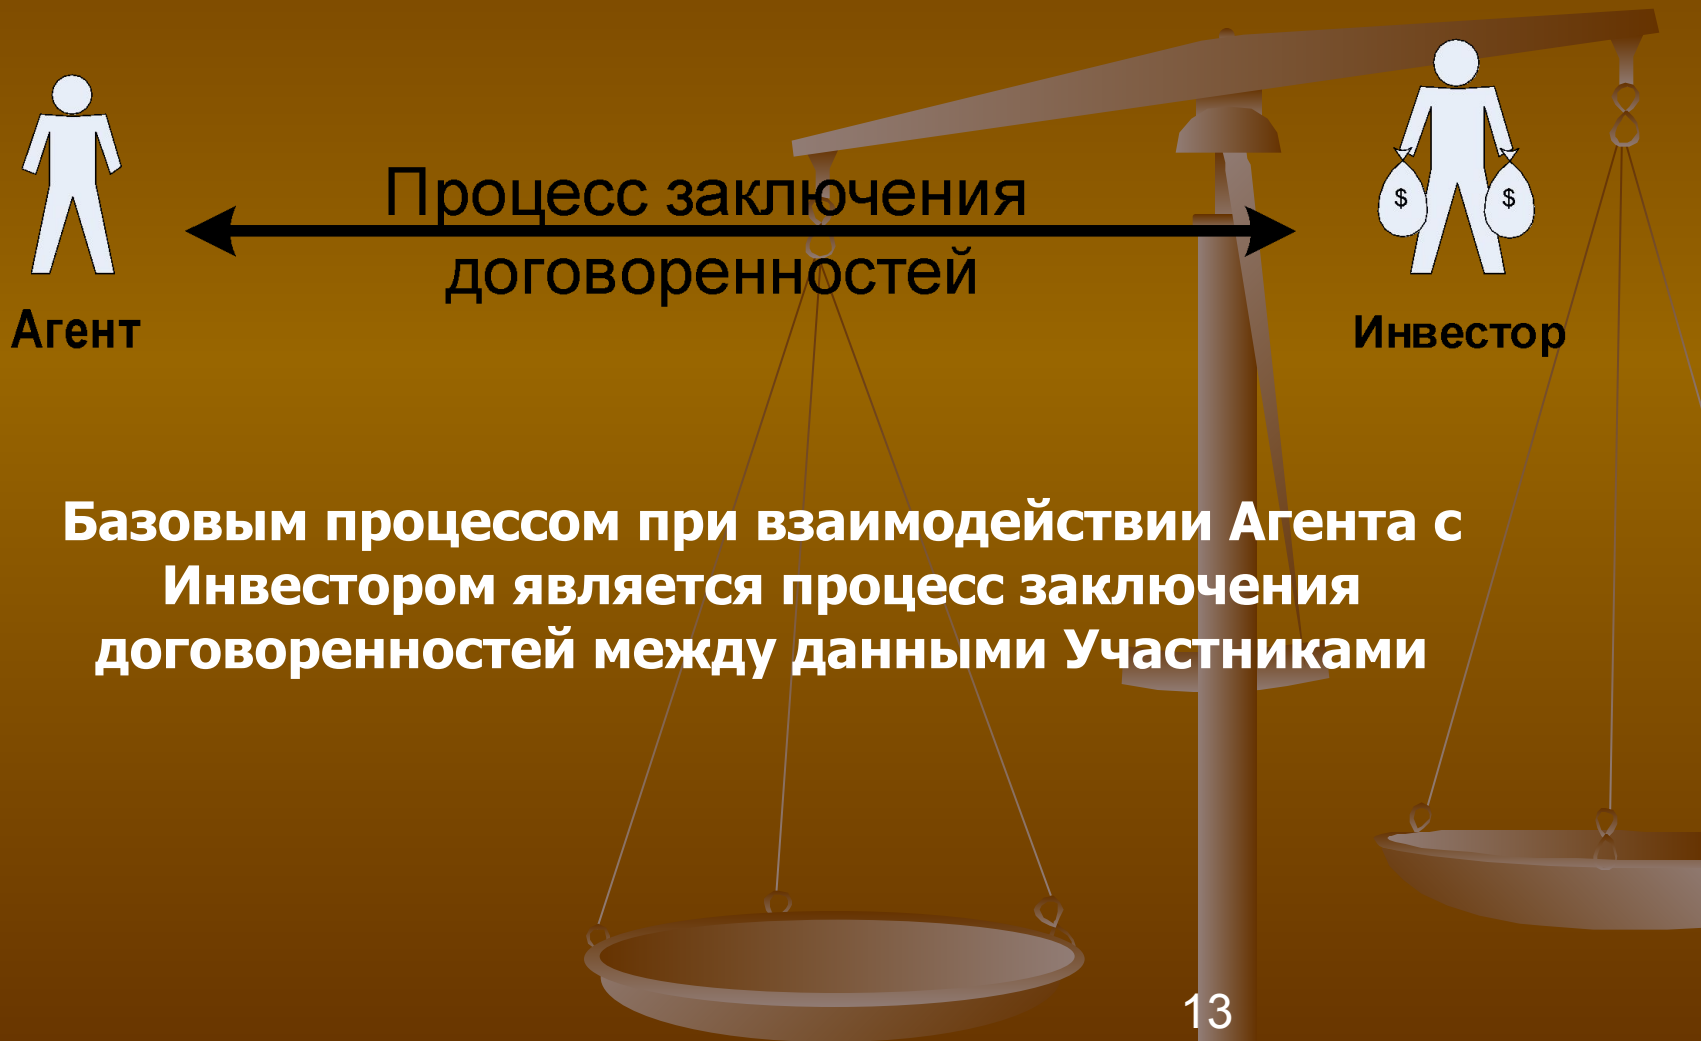 Процесс заключения
договоренностей
Агент
Инвестор
$
$
Базовым процессом при взаимодействии Агента с
Инвестором является процесс заключения
договоренностей между данными Участниками
13